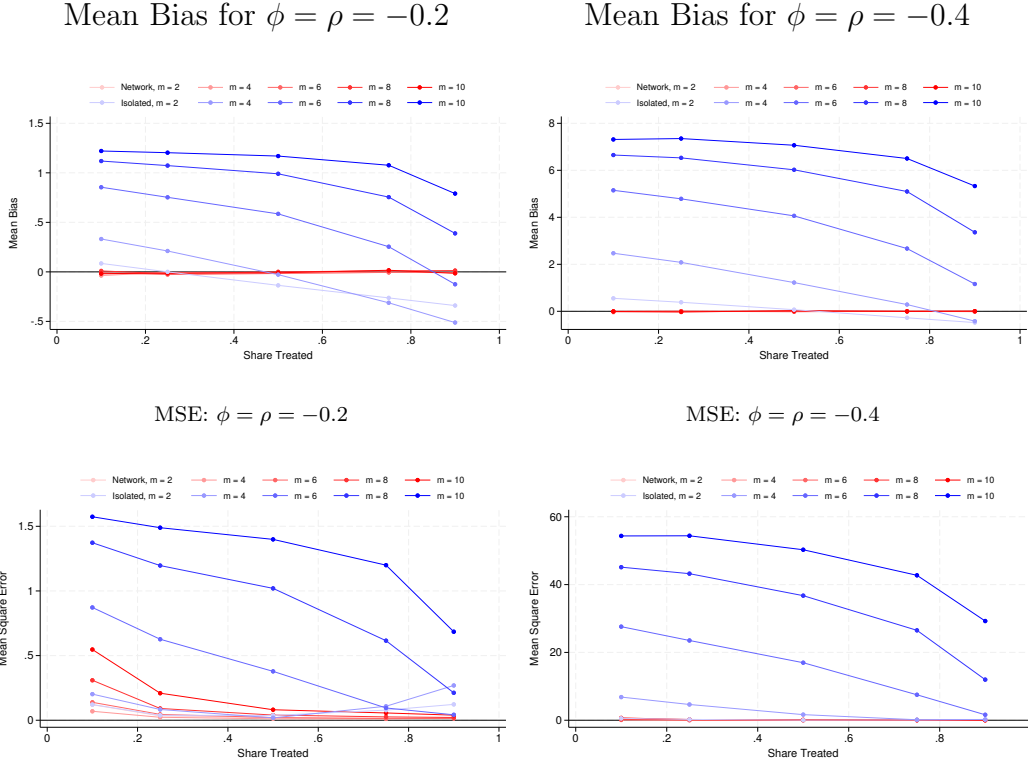 Mean Bias for ϕ = ρ = −0.2
Network, m = 2 m = 4 m = 6 m = 8 m = 10
Isolated, m = 2 m = 4 m = 6 m = 8 m = 10
1.5
1
.5
0
-.5
Mean Bias
0 .2 .4 .6 .8 1
Share Treated
Mean Bias for ϕ = ρ = −0.4
Network, m = 2 m = 4 m = 6 m = 8 m = 10
Isolated, m = 2 m = 4 m = 6 m = 8 m = 10
8
6
4
2
0
Mean Bias
0 .2 .4 .6 .8 1
Share Treated
MSE: ϕ = ρ = −0.2
Network, m = 2 m = 4 m = 6 m = 8 m = 10
Isolated, m = 2 m = 4 m = 6 m = 8 m = 10
1.5
1
.5
0
Mean Square Error
0 .2 .4 .6 .8 1
Share Treated
MSE: ϕ = ρ = −0.4
Network, m = 2 m = 4 m = 6 m = 8 m = 10
Isolated, m = 2 m = 4 m = 6 m = 8 m = 10
60
40
20
0
Mean Square Error
0 .2 .4 .6 .8 1
Share Treated